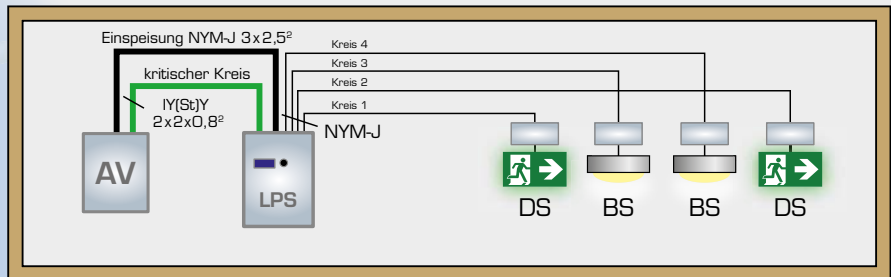 Einspeisung NYM-J 3x2,5²
kritischer Kreis
IY(St)Y
2x2x0,8²
AV
LPS
NYM-J
Kreis 4
Kreis 3
Kreis 2
Kreis 1
DS
BS
BS
DS